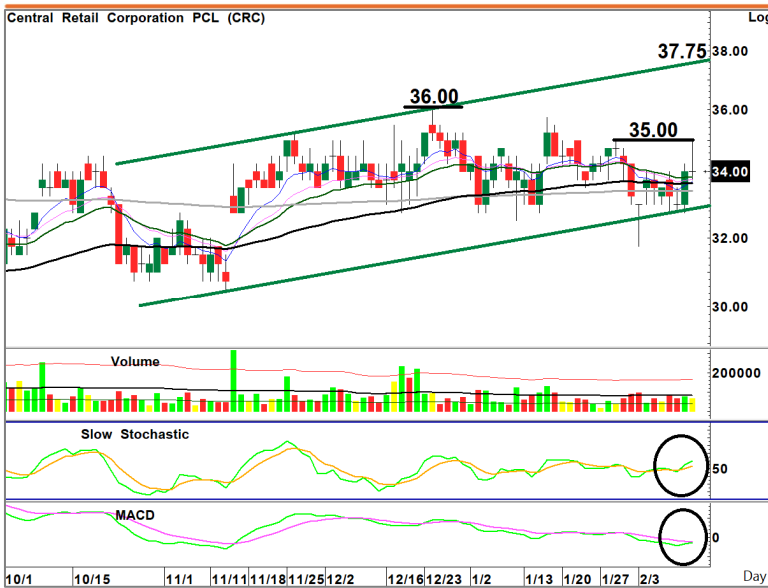 Central Retail Corporation PCL (CRC)
Log
37.75
38.00
36.00
36.00
35.00
34.00
32.00
30.00
Volume
200000
Slow Stochastic
50
MACD
0
10/1 10/15 11/1 11/11 11/18 11/25 12/2 12/16 12/23 1/2 1/13 1/20 1/27 2/3 Day